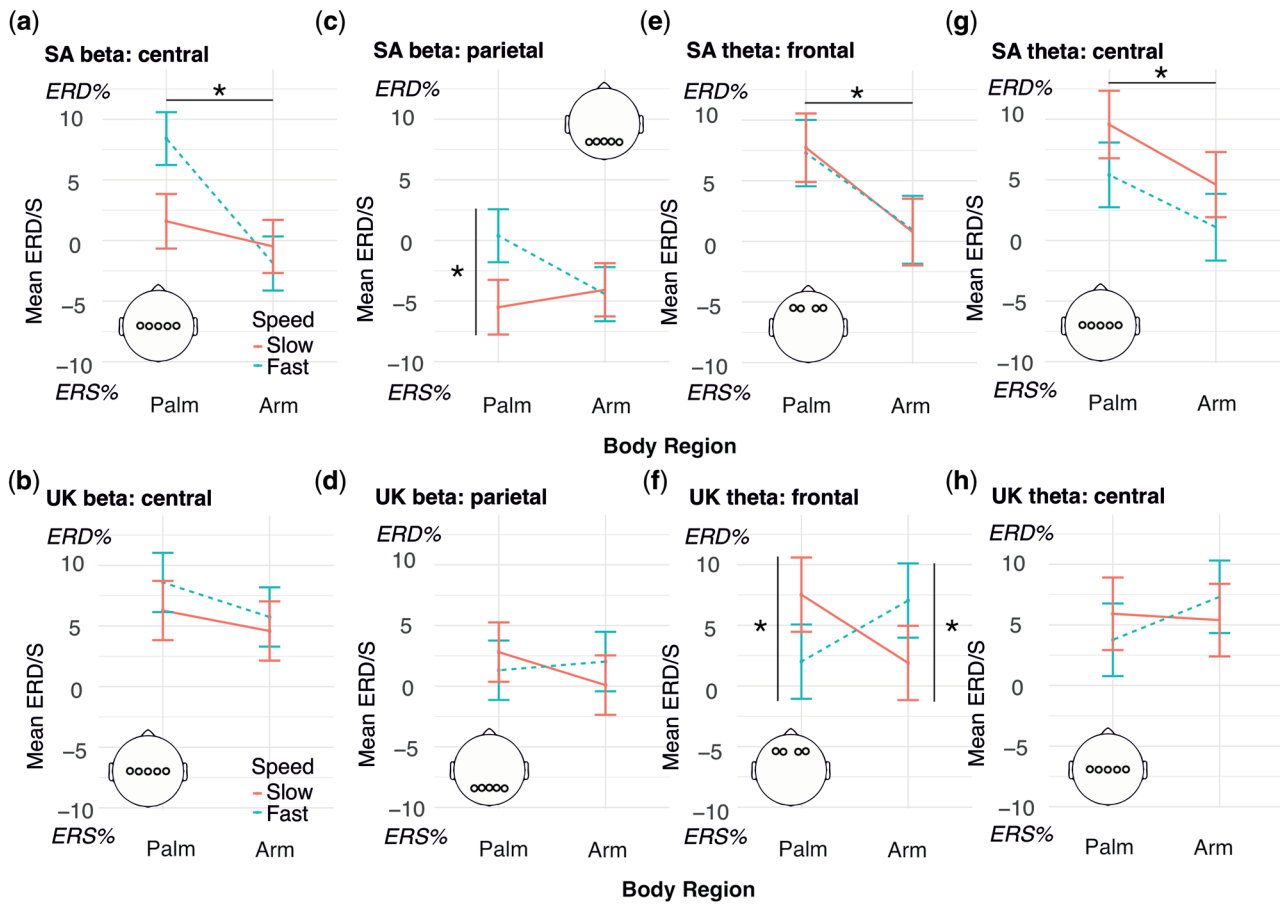 (a)
SA beta: central
ERD%
*
10
5
0
−5
−10
ERS%
Mean ERD/S
Speed
Slow
Fast
Palm Arm
(c)
SA beta: parietal
ERD%
10
5
0
−5
−10
ERS%
Mean ERD/S
*
Palm Arm
(e)
SA theta: frontal
ERD%
*
10
5
0
−5
−10
ERS%
Mean ERD/S
Palm Arm
(g)
SA theta: central
ERD%
*
10
5
0
−5
−10
ERS%
Mean ERD/S
Palm Arm
Body Region
(b)
UK beta: central
ERD%
10
5
0
−5
−10
ERS%
Mean ERD/S
Speed
Slow
Fast
Palm Arm
(d)
UK beta: parietal
ERD%
10
5
0
−5
−10
ERS%
Mean ERD/S
Palm Arm
(f)
UK theta: frontal
ERD%
10
5
0
−5
−10
ERS%
Mean ERD/S
* *
Palm Arm
(h)
UK theta: central
ERD%
10
5
0
−5
−10
ERS%
Mean ERD/S
Palm Arm
Body Region